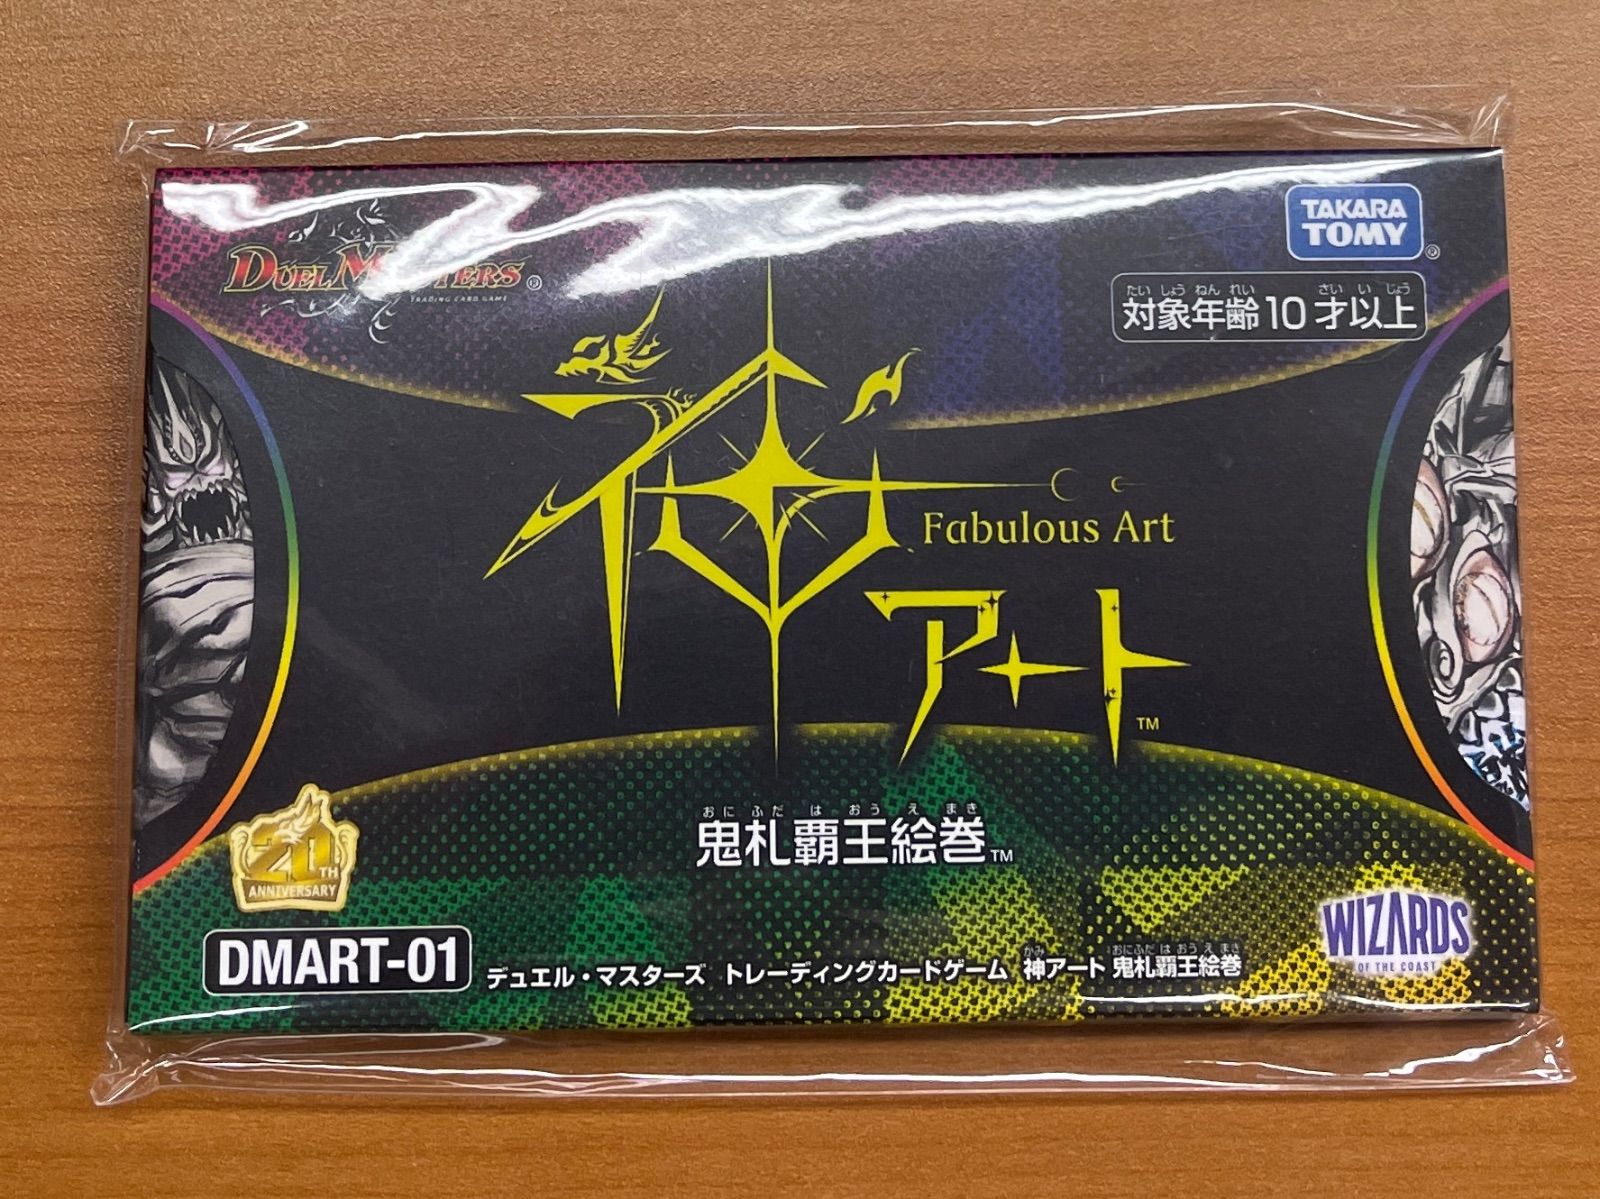 TAKARA
TOMY
®
DUEL MASTERS®
TRADING CARD GAME
たいしょうねんれい さいいじょう
対象年齢10才以上
神
Fabulous Art
アート™
おにふだはおうえまき
鬼札覇王絵巻™
20TH
ANNIVERSARY
WIZARDS
OF THE COAST
DMART-01
かみ おにふだはおうえまき
デュエル・マスターズ トレーディングカードゲーム 神アート 鬼札覇王絵巻